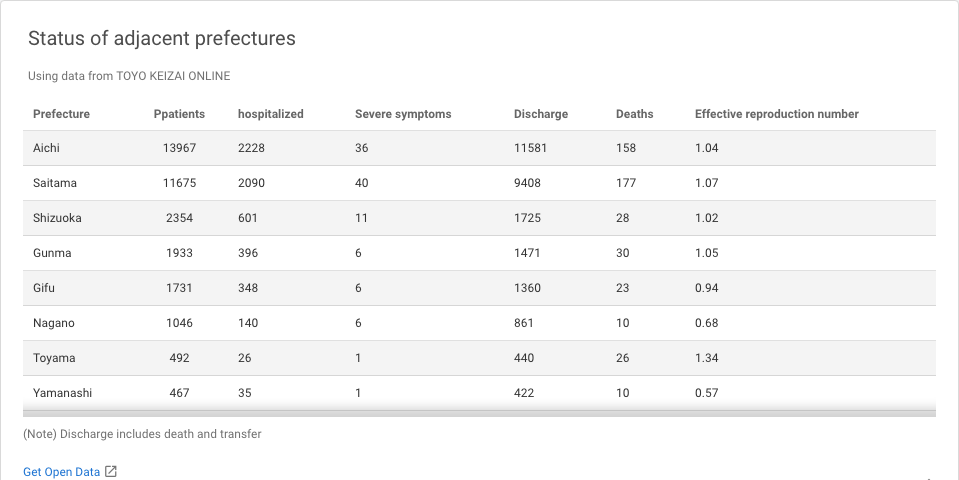 Status of adjacent prefectures
Using data from TOYO KEIZAI ONLINE
Prefecture Ppatients hospitalized Severe symptoms Discharge Deaths Effective reproduction number
Aichi 13967 2228 36 11581 158 1.04
Saitama 11675 2090 40 9408 177 1.07
Shizuoka 2354 601 11 1725 28 1.02
Gunma 1933 396 6 1471 30 1.05
Gifu 1731 348 6 1360 23 0.94
Nagano 1046 140 6 861 10 0.68
Toyama 492 26 1 440 26 1.34
Yamanashi 467 35 1 422 10 0.57
(Note) Discharge includes death and transfer
Get Open Data